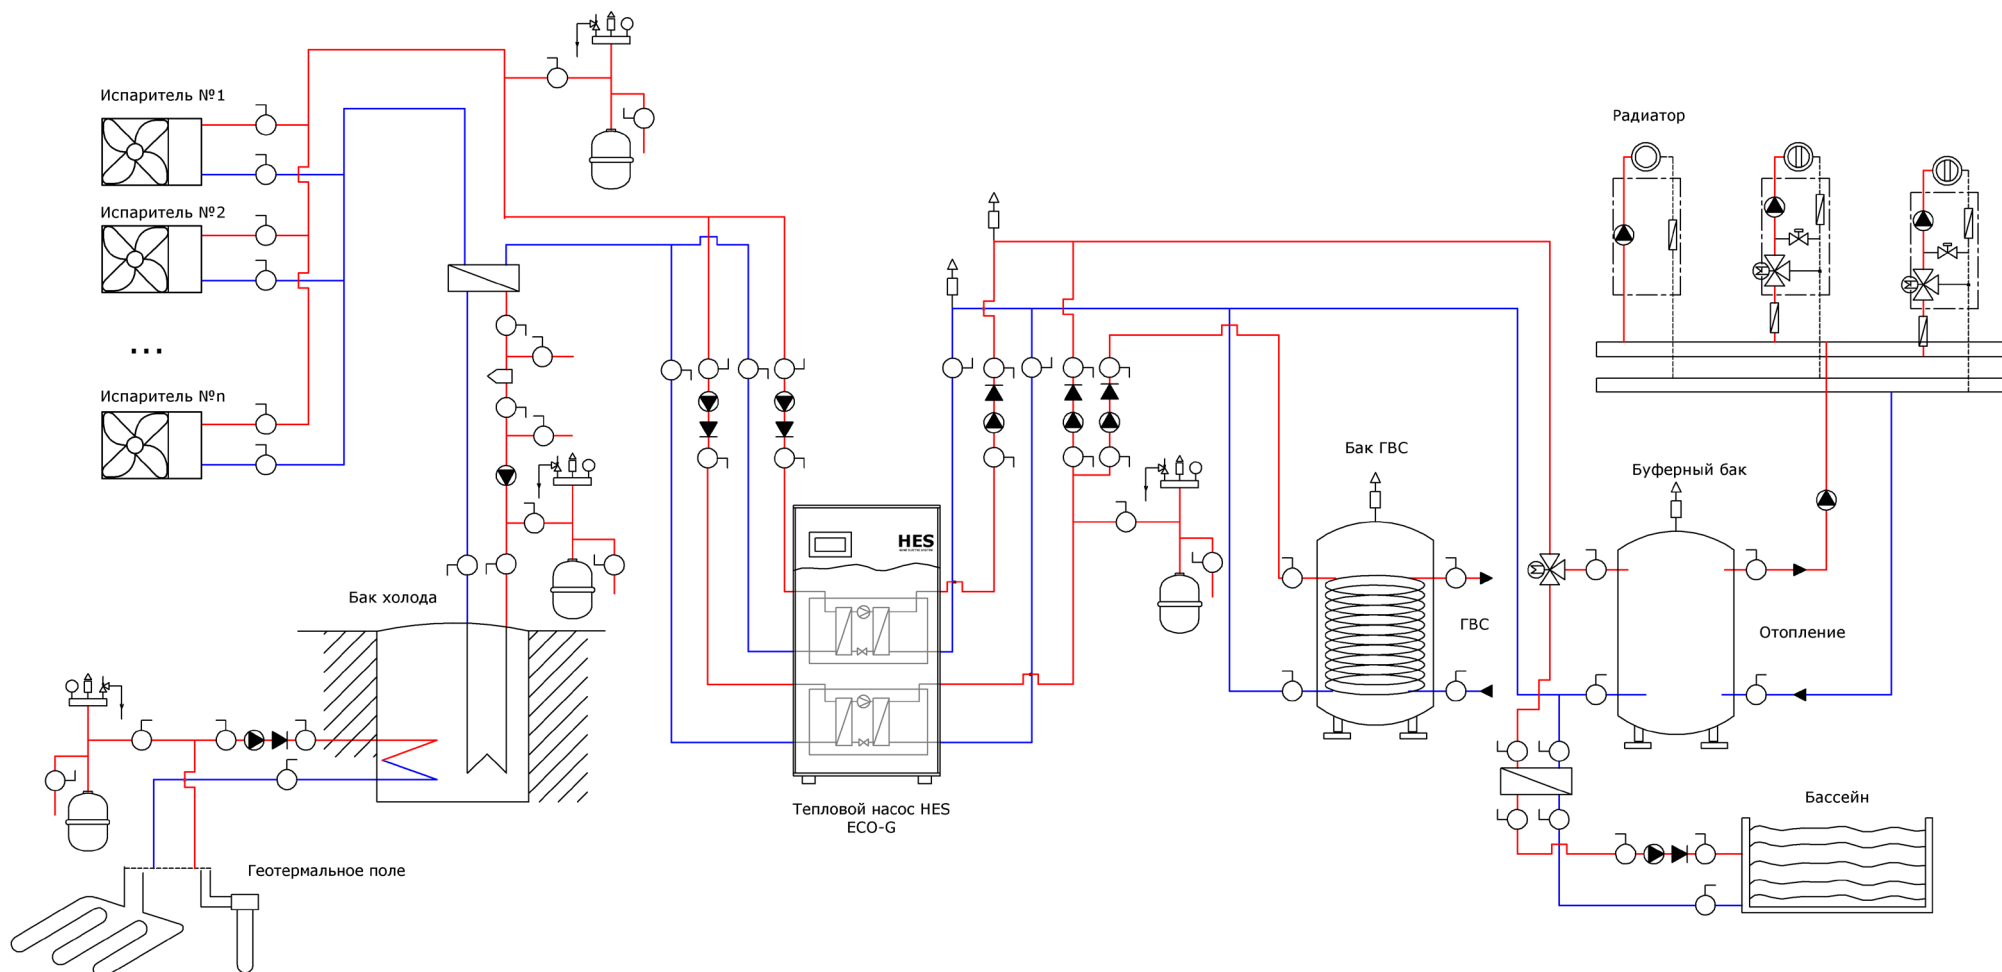 Испаритель №1
Радиатор
Испаритель №2
...
Испаритель №n
Бак ГВС
Буферный бак
HES
Бак холода
ГВС
Отопление
Бассейн
Тепловой насос HES
ECO-G
Геотермальное поле